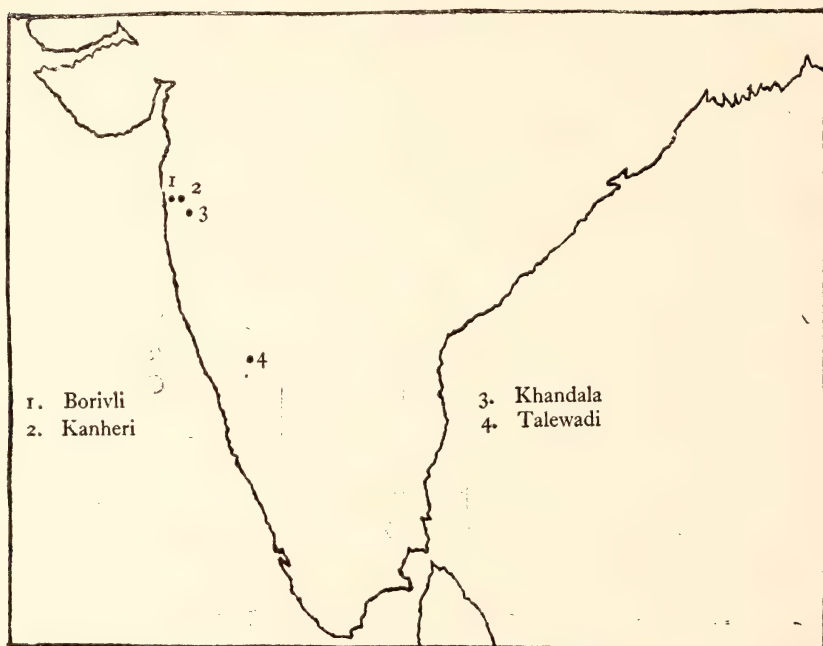 1 2
3
4
1. Borivli
2. Kanheri
3. Khandala
4. Talewadi